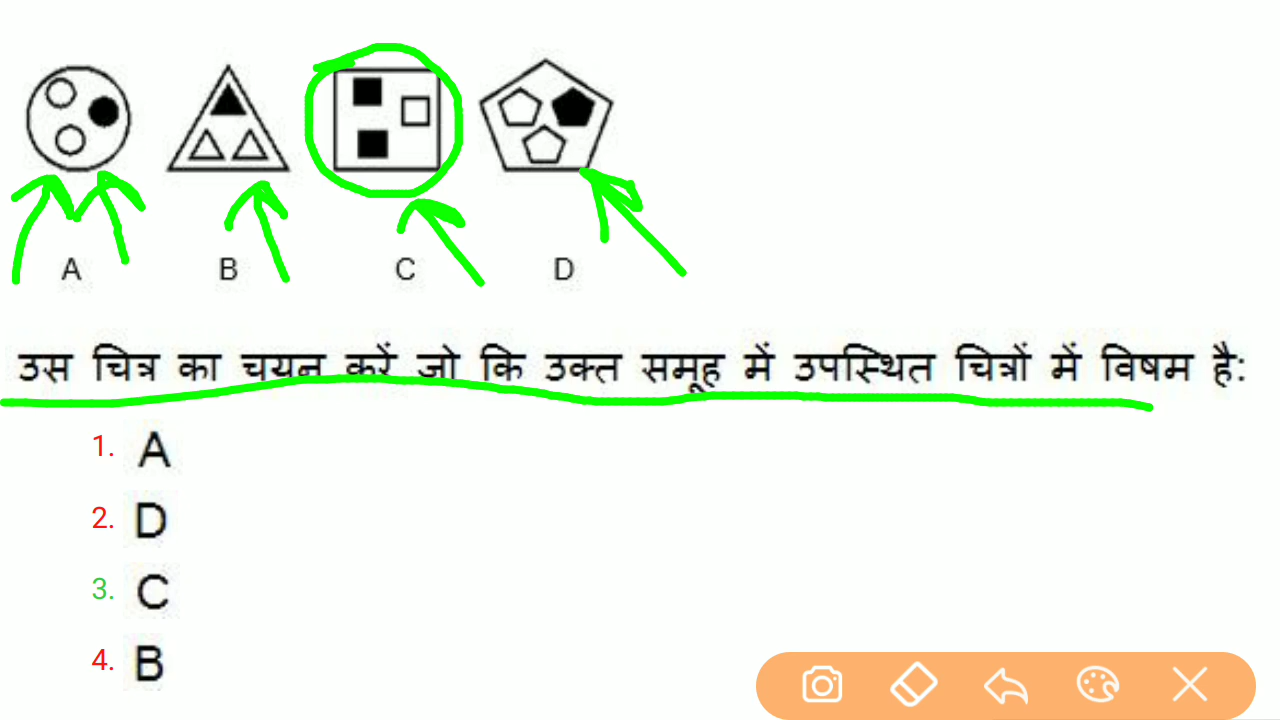 A B C D
उस चित्र का चयन करें जो कि उक्त समूह में उपस्थित चित्रों में विषम है:
1. A
2. D
3. C
4. B